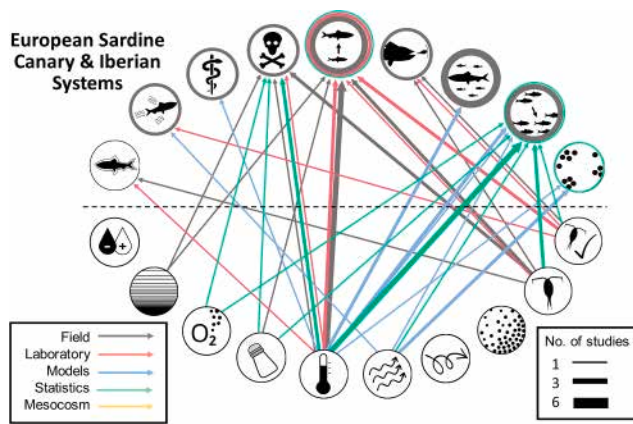 European Sardine
Canary & Iberian
Systems
O₂
Field
Laboratory
Models
Statistics
Mesocosm
No. of studies
1
3
6